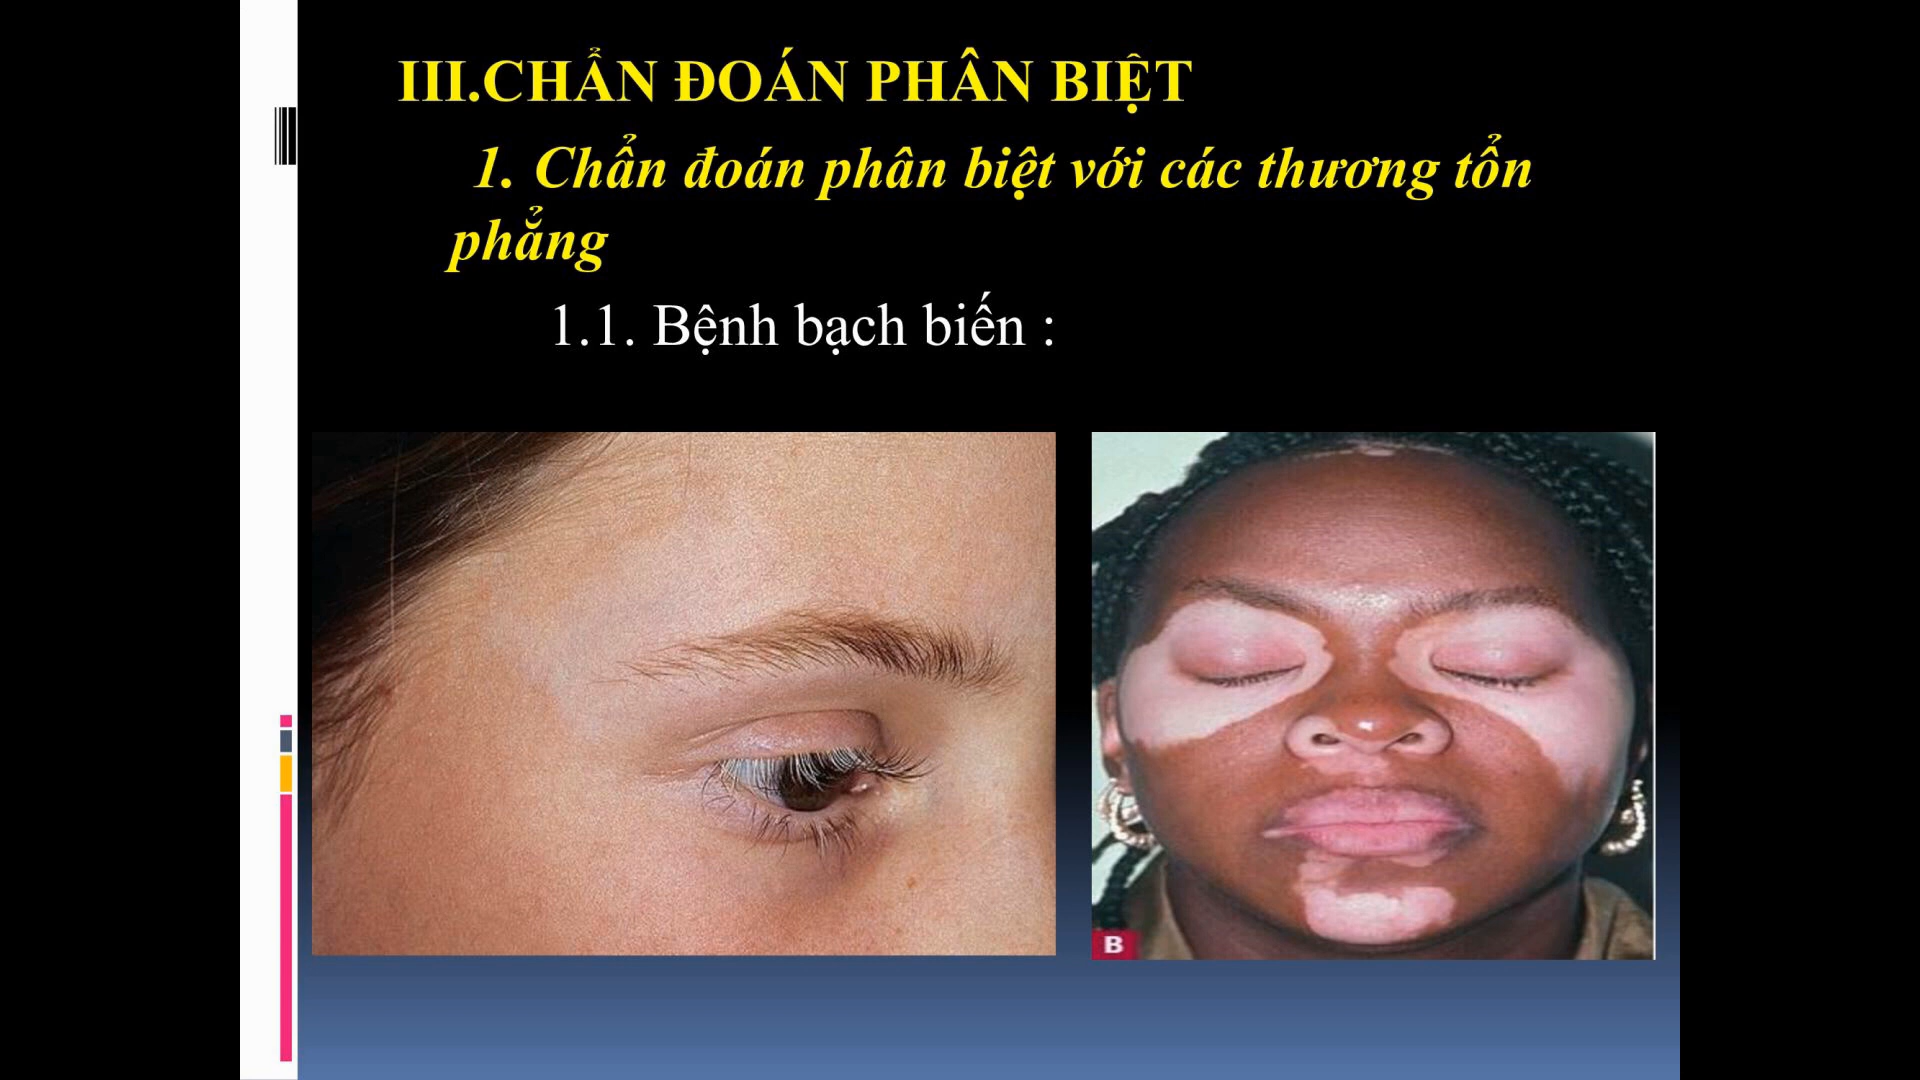 III.CHẨN ĐOÁN PHÂN BIỆT
1. Chẩn đoán phân biệt với các thương tổn
phẳng
1.1. Bệnh bạch biến :
B